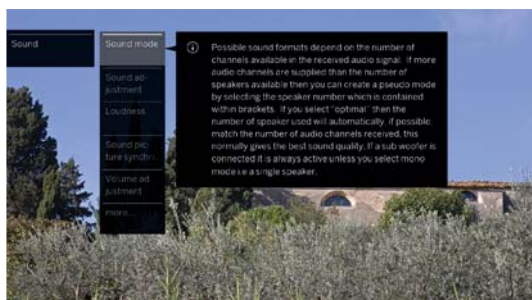 Sound
Sound mode
Sound ad-
justment
Loudness
Sound pic-
ture synchr.
Volume ad
justment
more...
Possible sound formats depend on the number of
channels available in the received audio signal. If more
audio channels are supplied than the number of
speakers available then you can create a pseudo mode
by selecting the speaker number which is contained
within brackets. If you select "optimal" then the
number of speaker used will automatically, if possible,
match the number of audio channels received, this
normally gives the best sound quality. If a sub woofer is
connected it is always active unless you select mono
mode i.e a single speaker.